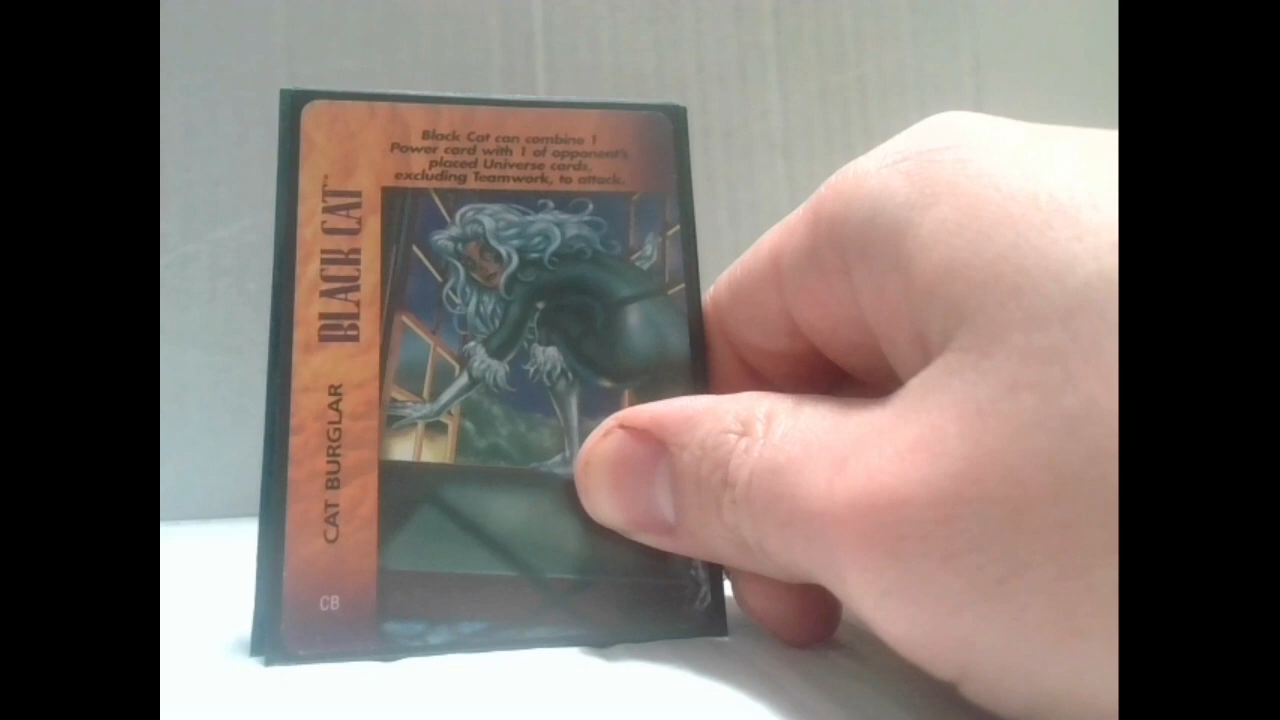 Black Cat can combine 1
Power card with 1 of opponent's
placed Universe cards,
excluding Teamwork, to attack.
BLACK CAT™
CAT BURGLAR
CB